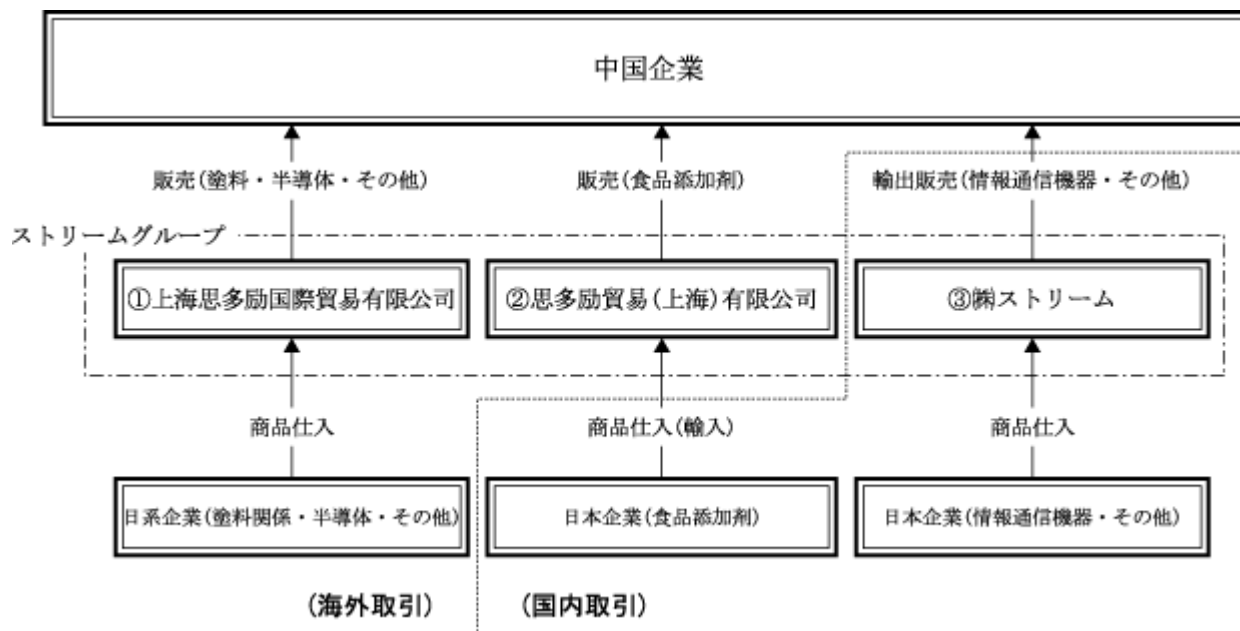 中国企業
販売(塗料・半導体・その他)
販売(食品添加剤)
輸出販売(情報通信機器・その他)
ストリームグループ
①上海思多励国際貿易有限公司
②思多励貿易(上海)有限公司
③㈱ストリーム
商品仕入
商品仕入(輸入)
商品仕入
日系企業(塗料関係・半導体・その他)
日本企業(食品添加剤)
日本企業(情報通信機器・その他)
(海外取引)
(国内取引)